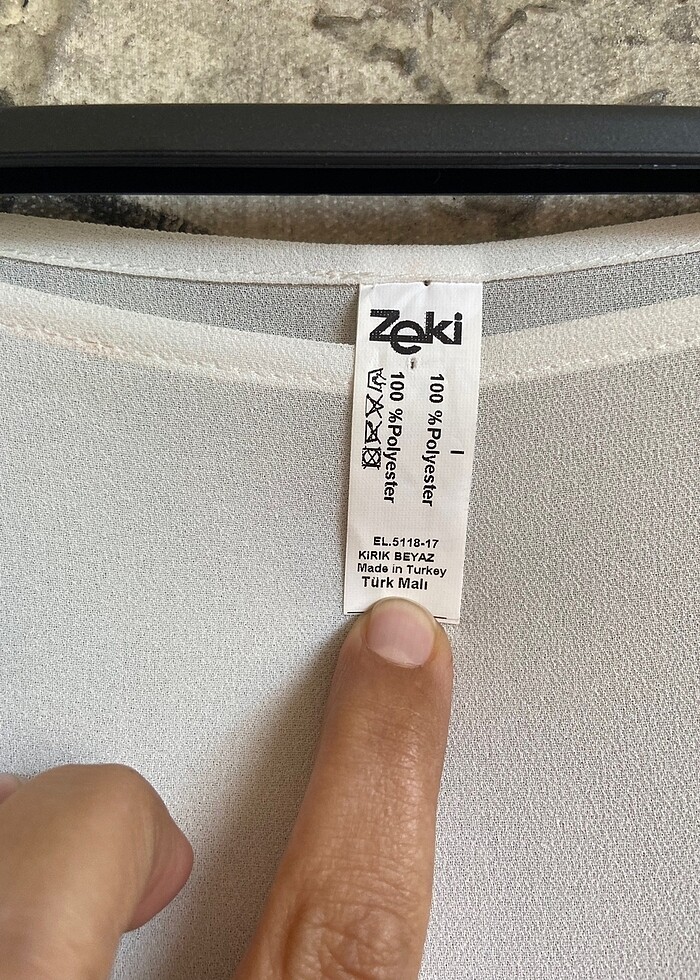 Zeki
100 %Polyester
100 %Polyester
EL.5118-17
KIRIK BEYAZ
Made in Turkey
Türk Malı